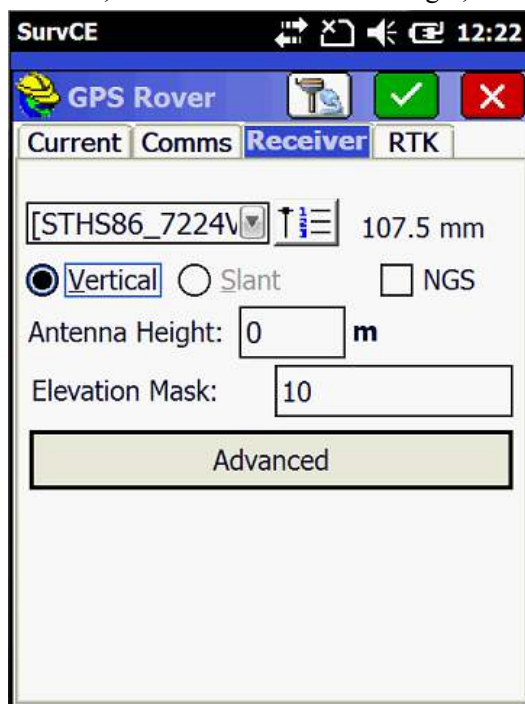 SurvCE 12:22
GPS Rover
Current Comms Receiver RTK
[STHS86_7224V 107.5 mm
Vertical Slant NGS
Antenna Height: 0 m
Elevation Mask: 10
Advanced